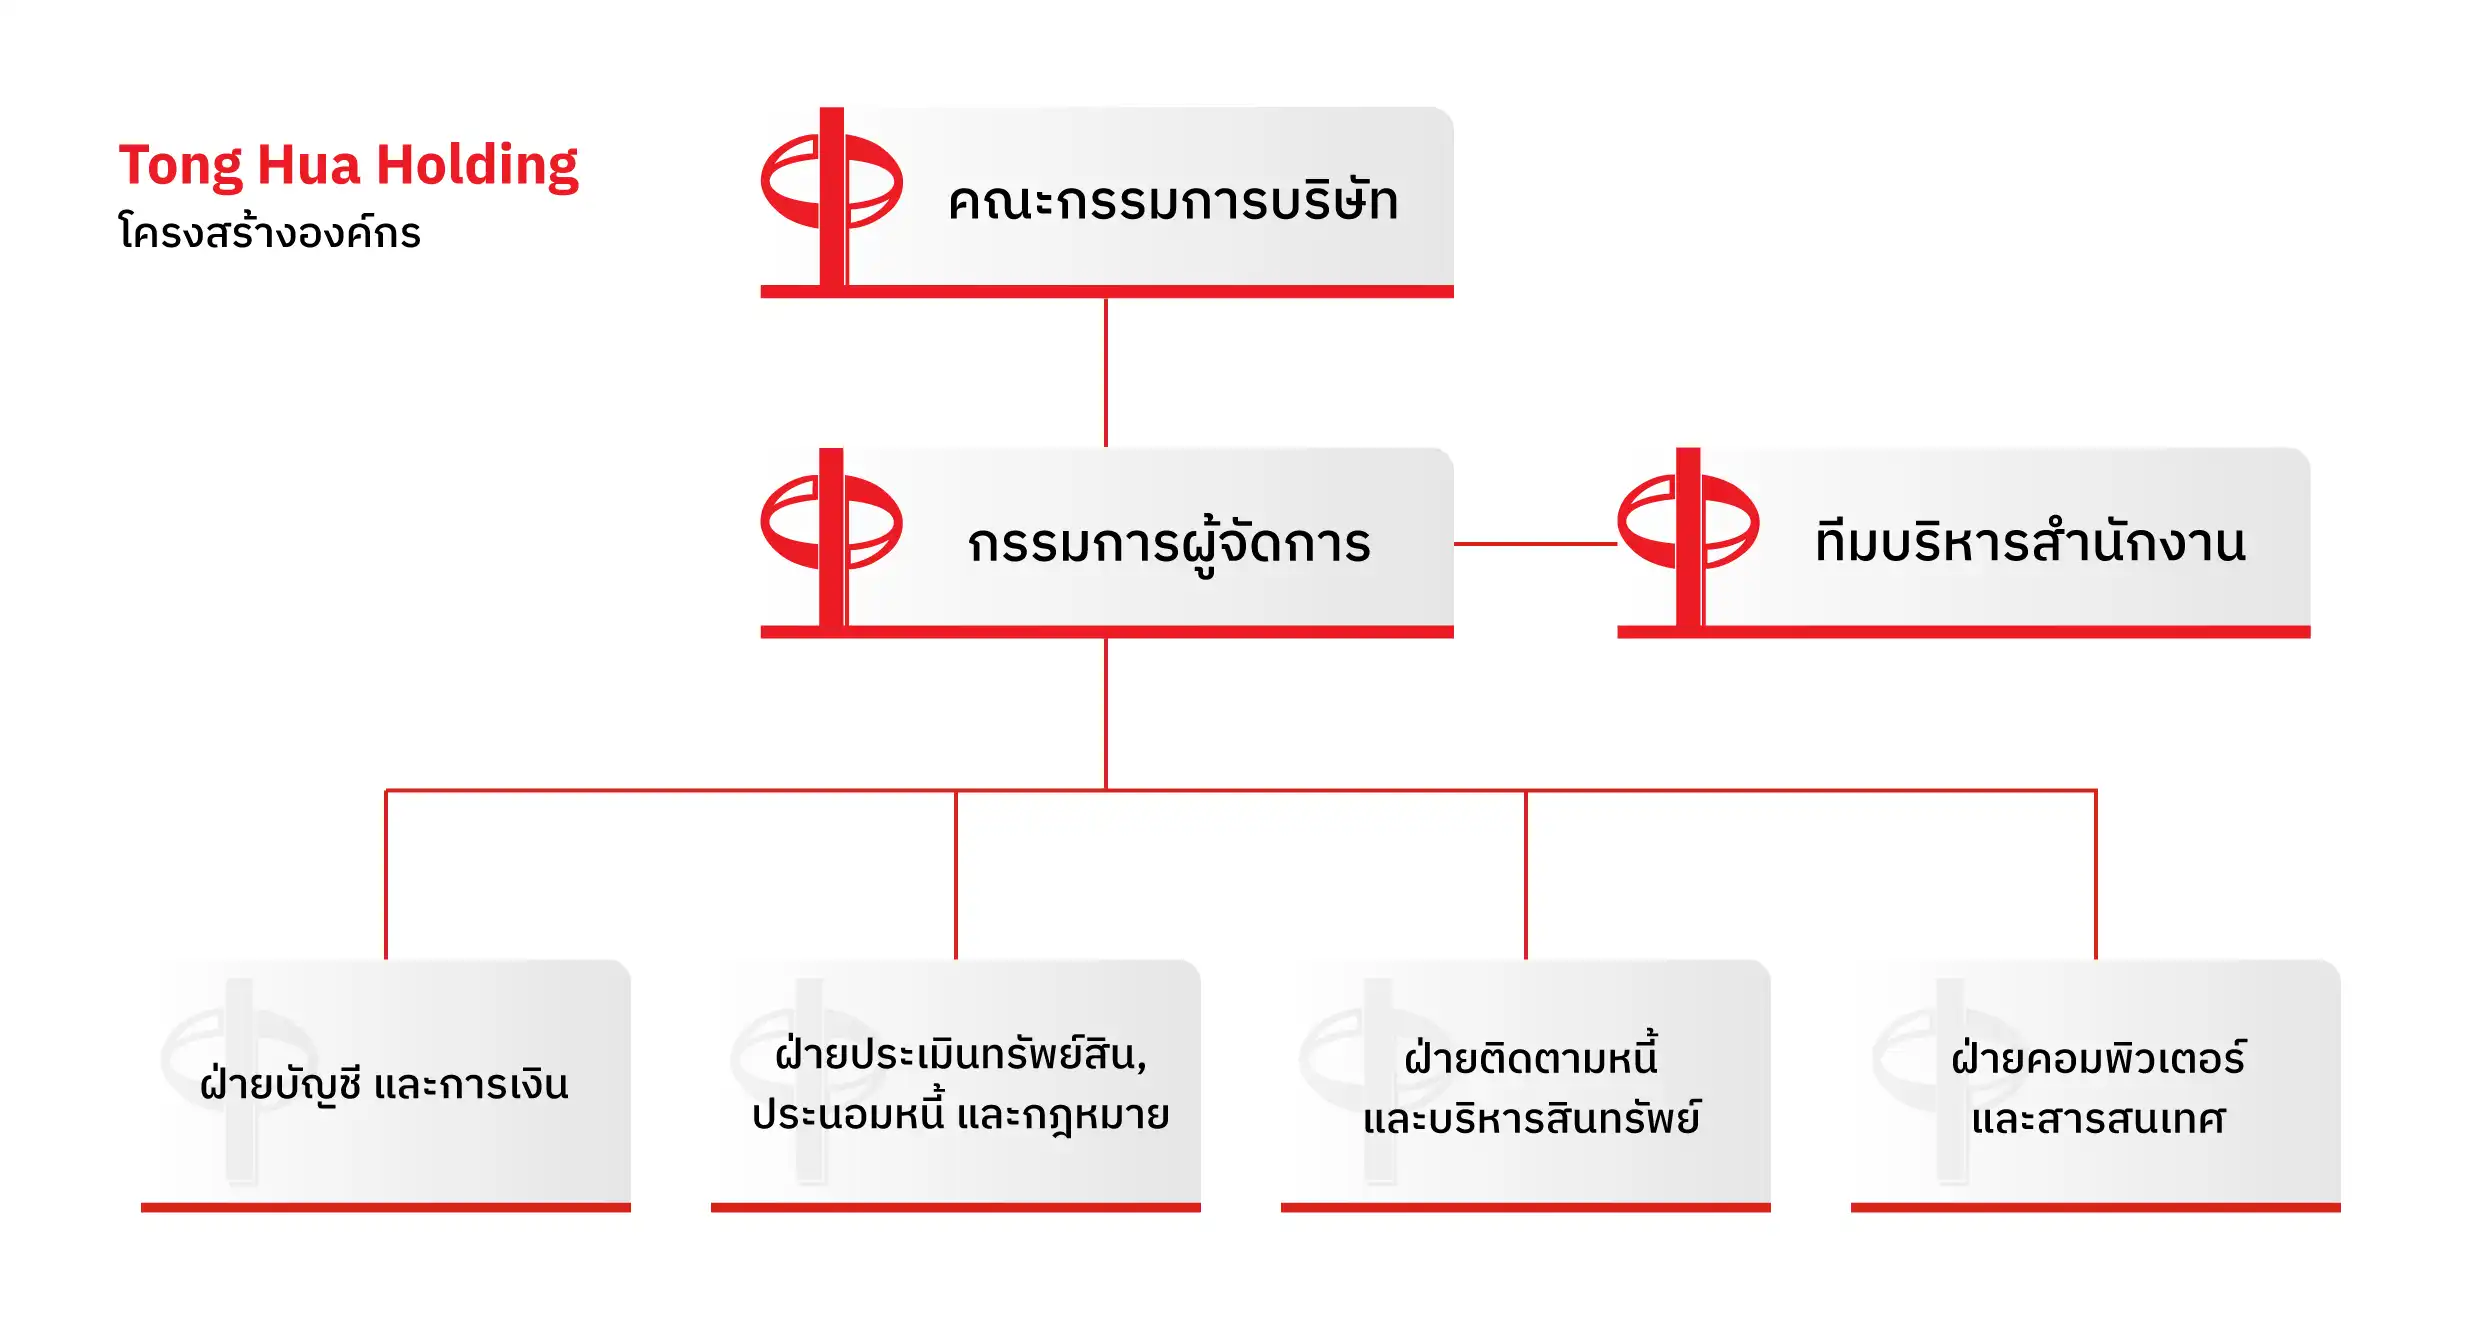 Tong Hua Holding
โครงสร้างองค์กร
คณะกรรมการบริษัท
กรรมการผู้จัดการ
ทีมบริหารสำนักงาน
ฝ่ายบัญชี และการเงิน
ฝ่ายประเมินทรัพย์สิน,
ประนอมหนี้ และกฎหมาย
ฝ่ายติดตามหนี้
และบริหารสินทรัพย์
ฝ่ายคอมพิวเตอร์
และสารสนเทศ